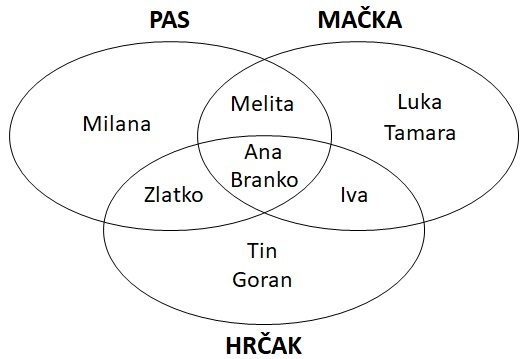 PAS
MAČKA
Milana
Melita
Luka
Tamara
Ana
Branko
Zlatko
Iva
Tin
Goran
HRČAK